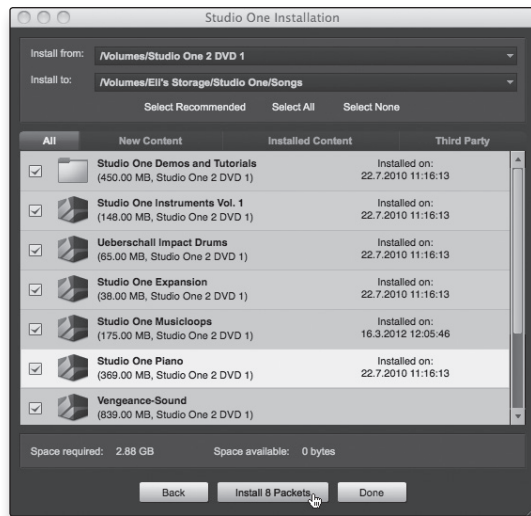 Studio One Installation
Install from: /Volumes/Studio One 2 DVD 1
Install to: /Volumes/Eli's Storage/Studio One/Songs
Select Recommended Select All Select None
All New Content Installed Content Third Party
Studio One Demos and Tutorials Installed on:
(450.00 MB, Studio One 2 DVD 1) 22.7.2010 11:16:13
Studio One Instruments Vol. 1 Installed on:
(148.00 MB, Studio One 2 DVD 1) 22.7.2010 11:16:13
Ueberschall Impact Drums Installed on:
(65.00 MB, Studio One 2 DVD 1) 22.7.2010 11:16:13
Studio One Expansion Installed on:
(38.00 MB, Studio One 2 DVD 1) 22.7.2010 11:16:13
Studio One Musicloops Installed on:
(175.00 MB, Studio One 2 DVD 1) 16.3.2012 12:05:46
Studio One Piano Installed on:
(369.00 MB, Studio One 2 DVD 1) 22.7.2010 11:16:13
Vengeance-Sound
(839.00 MB, Studio One 2 DVD 1)
Space required: 2.88 GB Space available: 0 bytes
Back Install 8 Packets Done